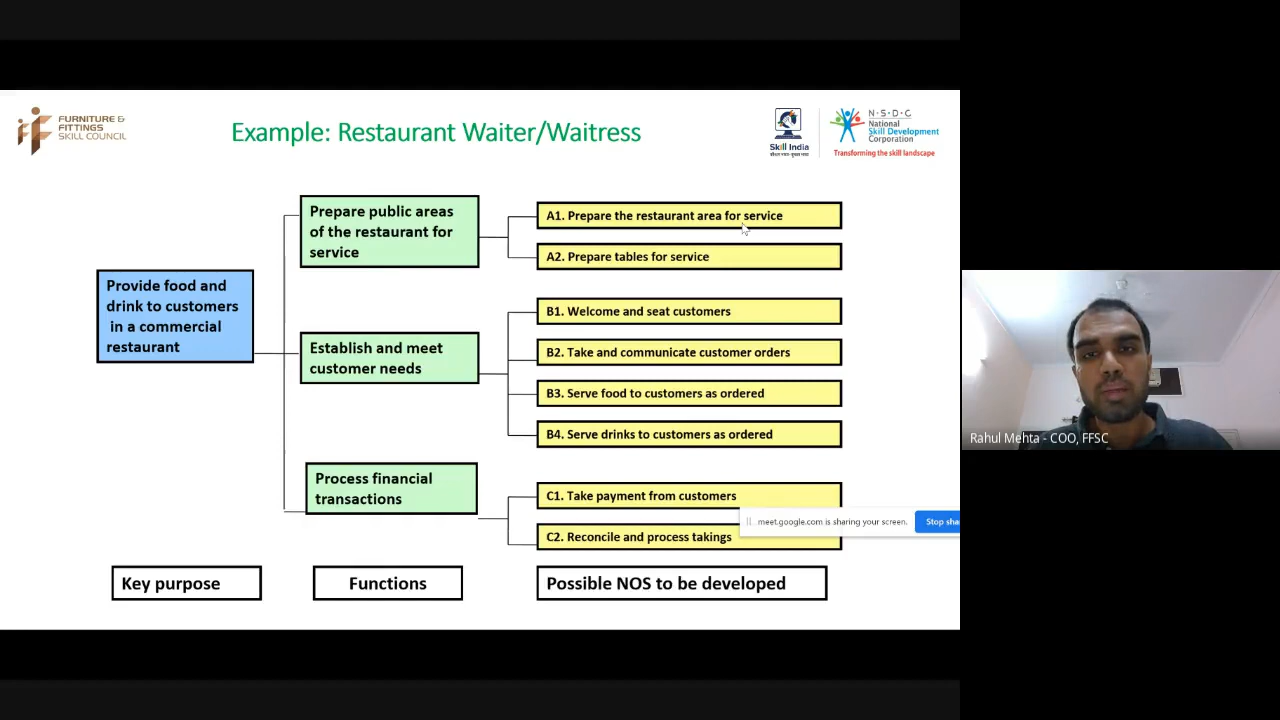 FURNITURE &
FITTINGS
SKILL COUNCIL
Example: Restaurant Waiter/Waitress
Skill India
N·S·D·C
National
Skill Development
Corporation
Transforming the skill landscape
Prepare public areas
of the restaurant for
service
A1. Prepare the restaurant area for service
A2. Prepare tables for service
Provide food and
drink to customers
in a commercial
restaurant
Establish and meet
customer needs
B1. Welcome and seat customers
B2. Take and communicate customer orders
B3. Serve food to customers as ordered
B4. Serve drinks to customers as ordered
Process financial
transactions
C1. Take payment from customers
C2. Reconcile and process takings
meet.google.com is sharing your screen.
Stop sha
Key purpose
Functions
Possible NOS to be developed
Rahul Mehta - COO, FFSC